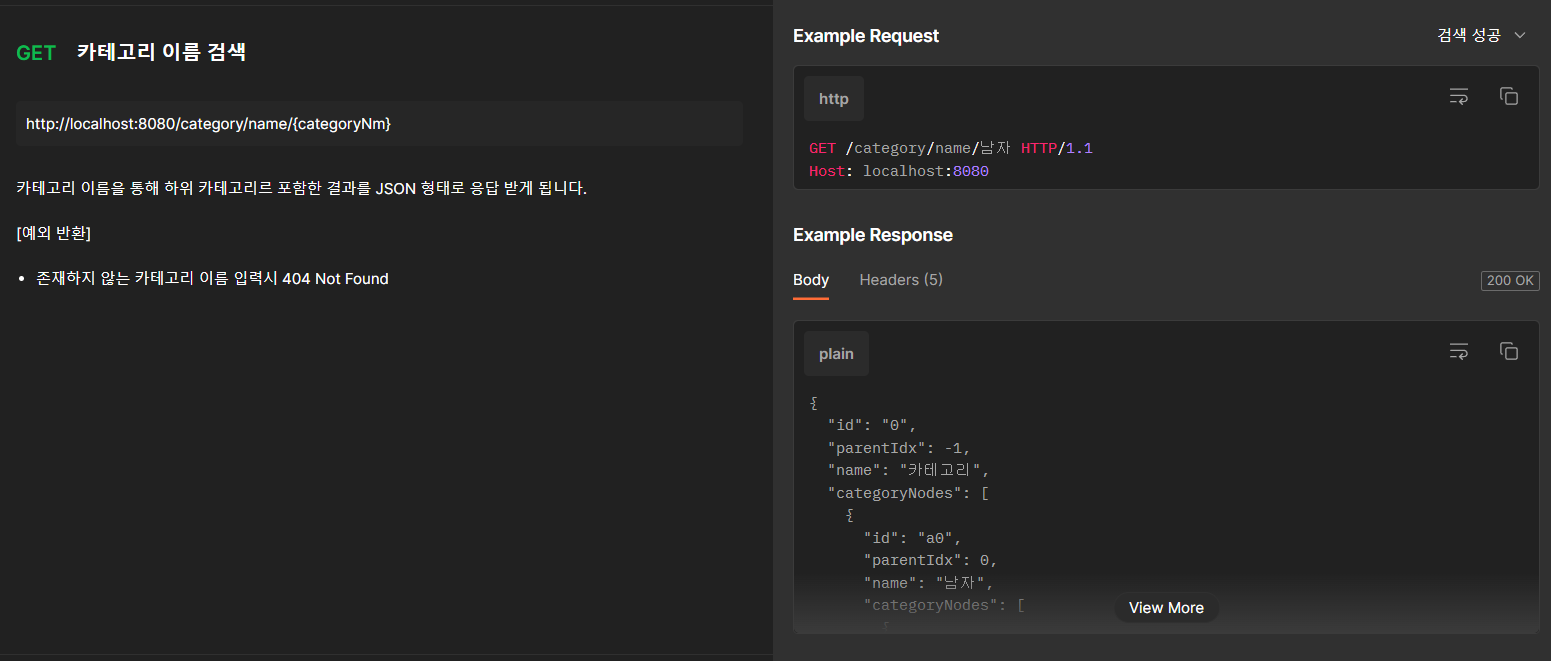 GET 카테고리 이름 검색
http://localhost:8080/category/name/{categoryNm}
카테고리 이름을 통해 하위 카테고리르 포함한 결과를 JSON 형태로 응답 받게 됩니다.
[예외 반환]
• 존재하지 않는 카테고리 이름 입력시 404 Not Found
Example Request 검색 성공
http
GET /category/name/남자 HTTP/1.1
Host: localhost:8080
Example Response
Body Headers (5) 200 OK
plain
{
"id": "0",
"parentIdx": -1,
"name": "카테고리",
"categoryNodes": [
{
"id": "a0",
"parentIdx": 0,
"name": "남자",
"categoryNodes": [
View More